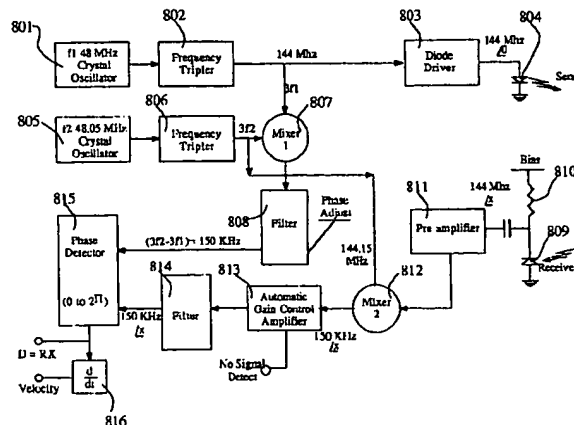 801
802
803
804
f1 48 MHz
Crystal
Oscillator
Frequency
Tripler
144 Mhz
Diode
Driver
144 Mhz
/0
Send
3f1
805
806
807
f2 48.05 MHz
Crystal
Oscillator
Frequency
Tripler
3f2
Mixer
1
Bias
810
811
144 Mhz
/x
815
Phase
Detector
(0 to 2Π)
808
Filter
Phase
Adjust
Pre amplifier
809
(3f2-3f1)= 150 KHz
144.15
MHz
Receive
814
813
812
Filter
Automatic
Gain Control
Amplifier
Mixer
2
150 KHz
/x
150 KHz
/x
D = RX
No Signal
Detect
d
dt
Velocity
816